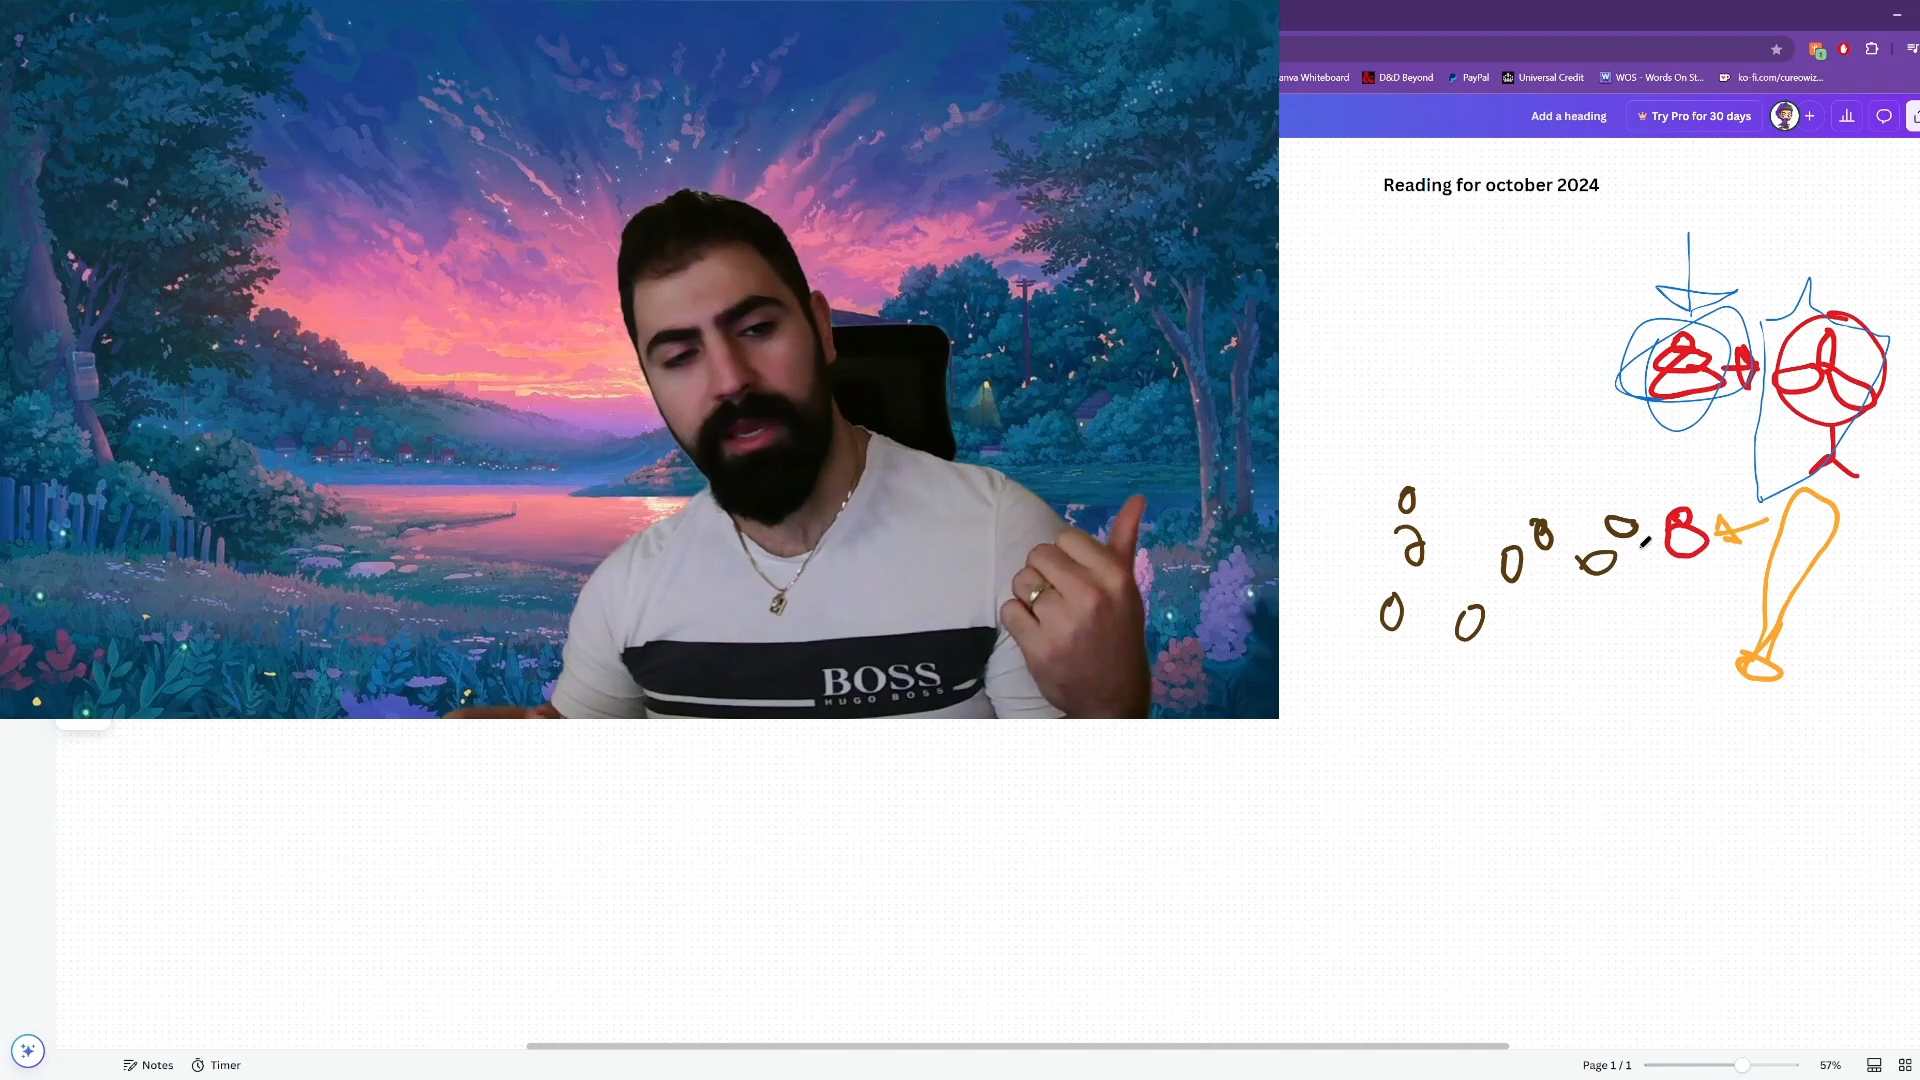 anva Whiteboard D&D Beyond PayPal Universal Credit WOS - Words On St... ko-fi.com/cureowiz...
Add a heading Try Pro for 30 days
Reading for october 2024
BOSS
HUGO BOSS
Notes Timer Page 1 / 1 57%